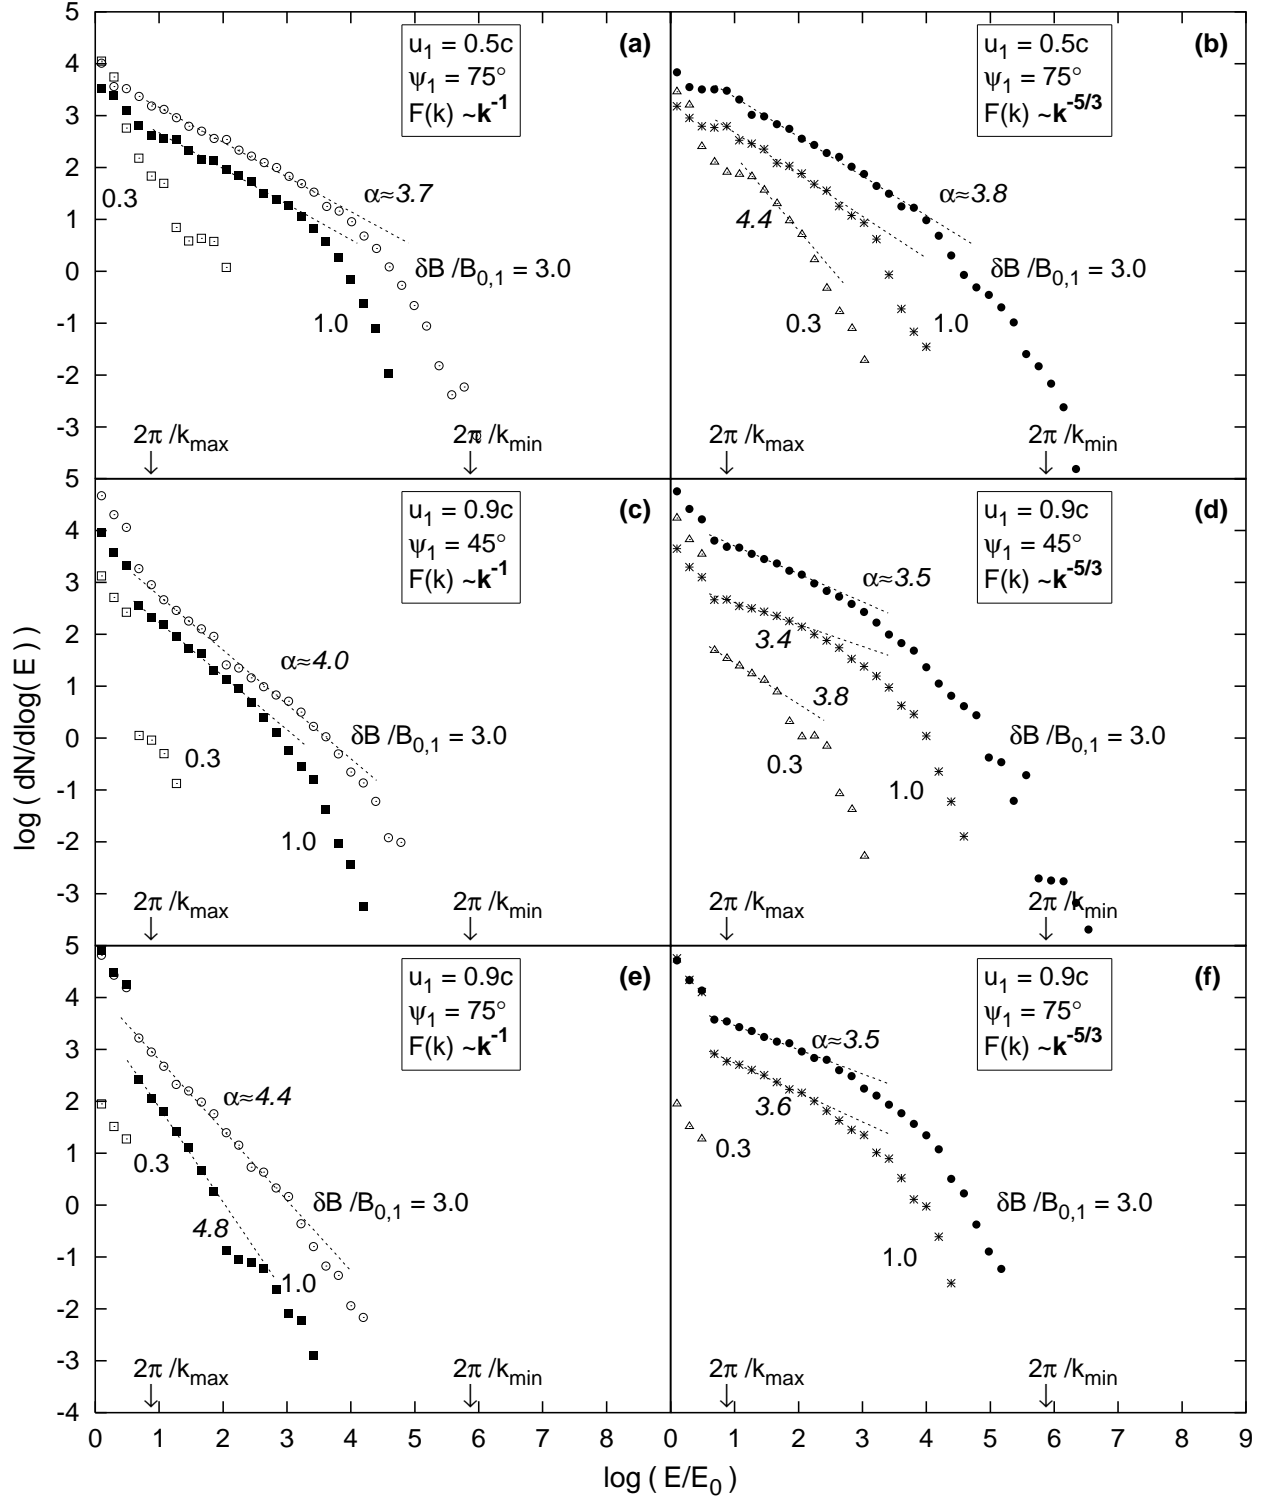 5
4
3
2
1
0
-1
-2
-3
u1 = 0.5c
ψ1 = 75°
F(k) ~k-1
(a)
0.3
α≈3.7
δB /B0,1 = 3.0
1.0
2π /kmax
2π /kmin
u1 = 0.5c
ψ1 = 75°
F(k) ~k-5/3
(b)
4.4
α≈3.8
δB /B0,1 = 3.0
0.3
1.0
2π /kmax
2π /kmin
5
4
3
2
1
0
-1
-2
-3
u1 = 0.9c
ψ1 = 45°
F(k) ~k-1
(c)
α≈4.0
δB /B0,1 = 3.0
0.3
1.0
2π /kmax
2π /kmin
u1 = 0.9c
ψ1 = 45°
F(k) ~k-5/3
(d)
α≈3.5
3.4
3.8
δB /B0,1 = 3.0
0.3
1.0
2π /kmax
2π /kmin
log ( dN/dlog( E ) )
5
4
3
2
1
0
-1
-2
-3
-4
u1 = 0.9c
ψ1 = 75°
F(k) ~k-1
(e)
α≈4.4
0.3
δB /B0,1 = 3.0
4.8
1.0
2π /kmax
2π /kmin
u1 = 0.9c
ψ1 = 75°
F(k) ~k-5/3
(f)
α≈3.5
3.6
0.3
δB /B0,1 = 3.0
1.0
2π /kmax
2π /kmin
0 1 2 3 4 5 6 7 8 0 1 2 3 4 5 6 7 8 9
log ( E/E0 )